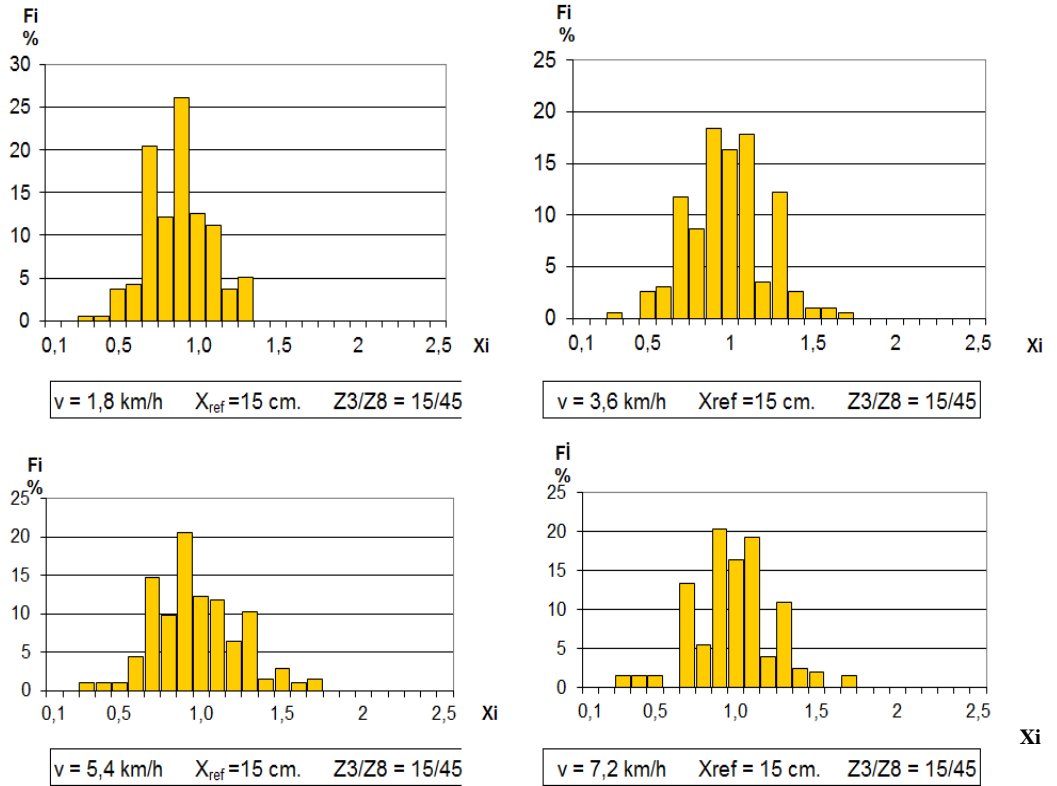 Fi
%
30
25
20
15
10
5
0
0,1 0,5 1,0 1,5 2 2,5 Xi
v = 1,8 km/h Xref =15 cm. Z3/Z8 = 15/45
Fi
%
25
20
15
10
5
0
0,1 0,5 1 1,5 2 2,5 Xi
v = 3,6 km/h Xref =15 cm. Z3/Z8 = 15/45
Fi
%
25
20
15
10
5
0
0,1 0,5 1,0 1,5 2 2,5 Xi
v = 5,4 km/h Xref =15 cm. Z3/Z8 = 15/45
Fİ
%
25
20
15
10
5
0
0,1 0,5 1,0 1,5 2 2,5
Xi
v = 7,2 km/h Xref = 15 cm. Z3/Z8 = 15/45